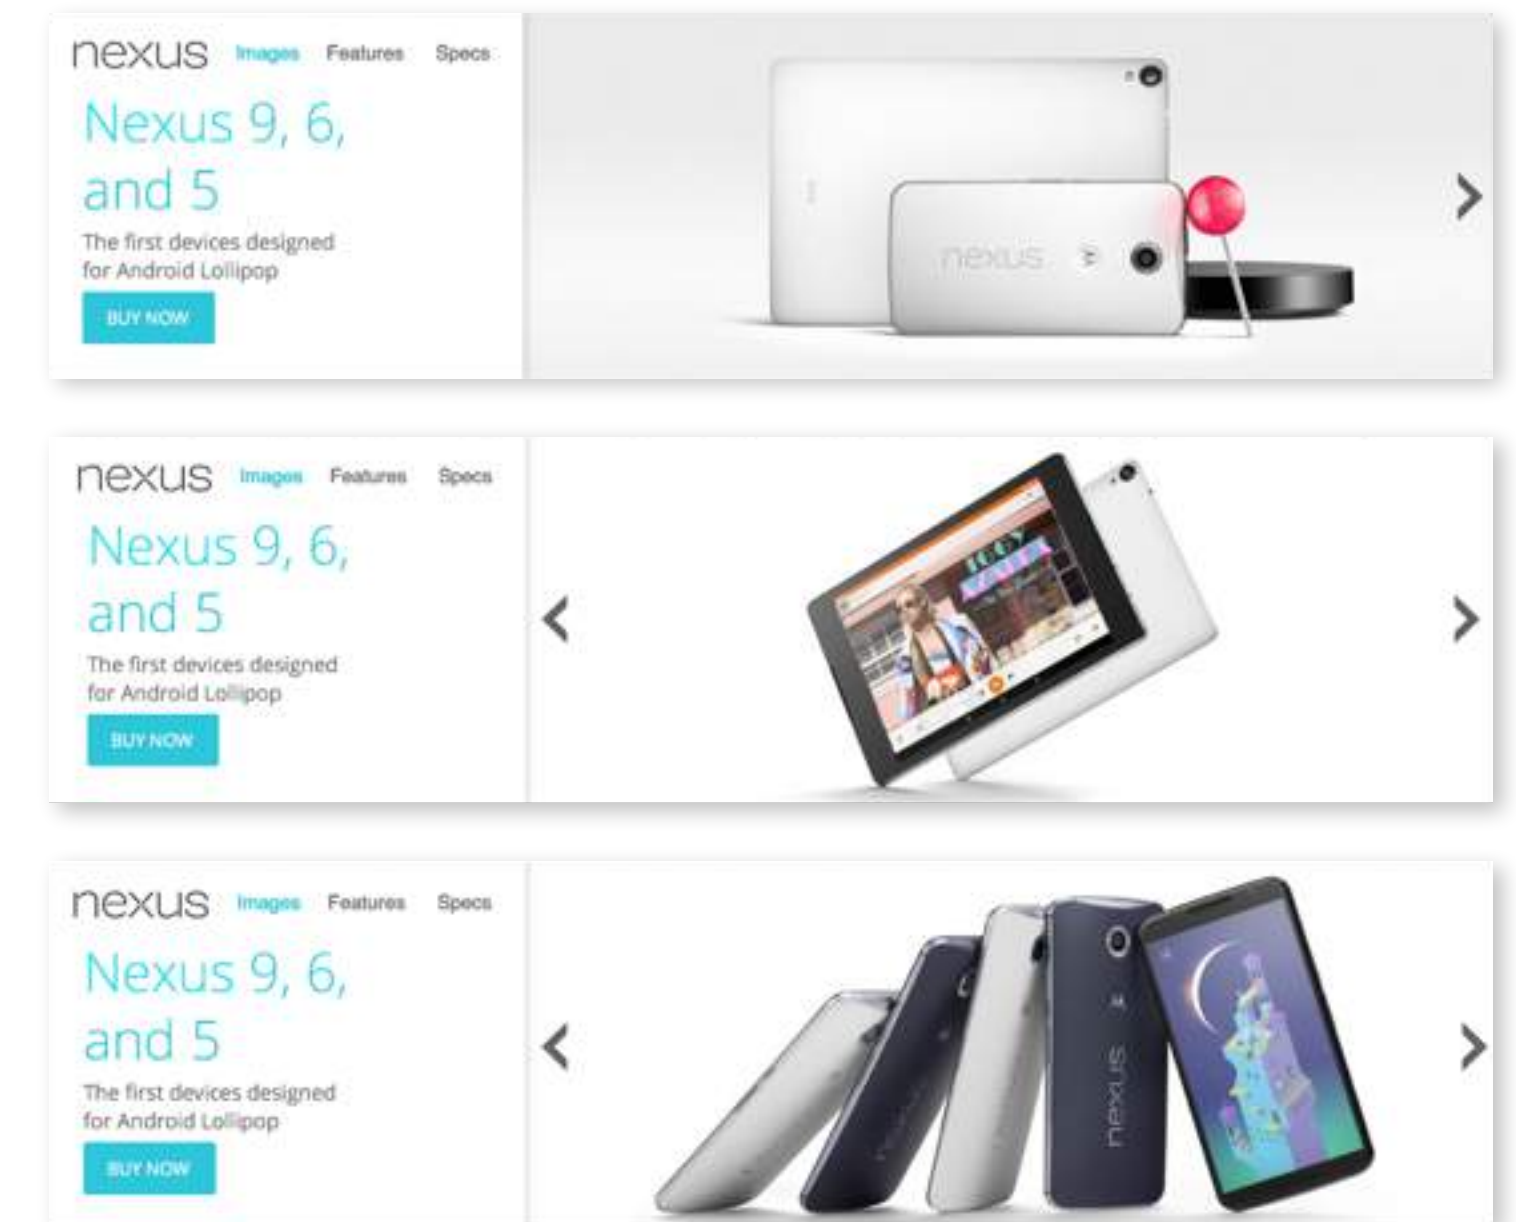 nexus Images Features Specs
Nexus 9, 6,
and 5
The first devices designed
for Android Lollipop
BUY NOW
nexus
nexus Images Features Specs
Nexus 9, 6,
and 5
The first devices designed
for Android Lollipop
BUY NOW
IGGY
nexus Images Features Specs
Nexus 9, 6,
and 5
The first devices designed
for Android Lollipop
BUY NOW
nexus